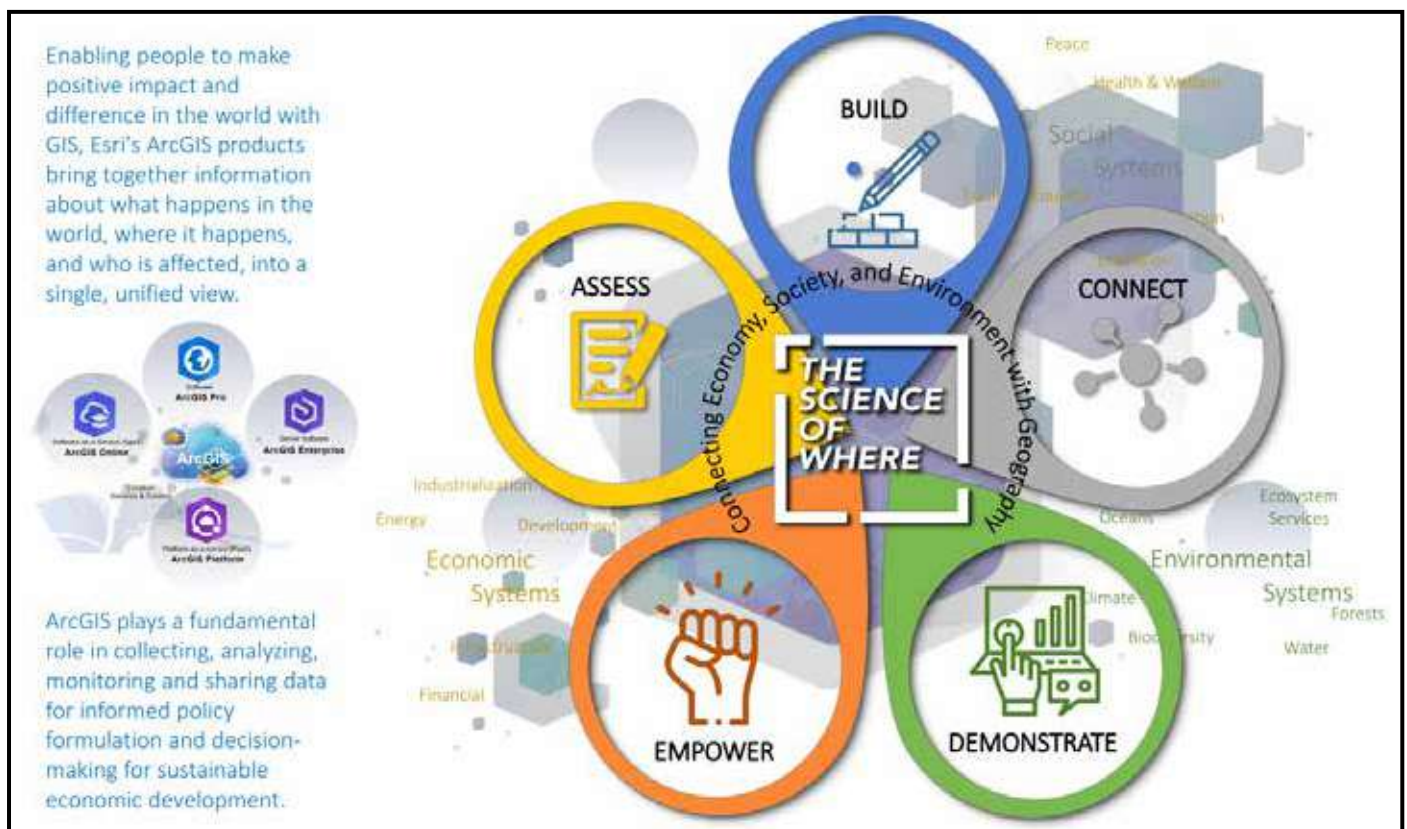 Enabling people to make
positive impact and
difference in the world with
GIS, Esri's ArcGIS products
bring together information
about what happens in the
world, where it happens,
and who is affected, into a
single, unified view.
ArcGIS Pro
ArcGIS Online
ArcGIS
ArcGIS Enterprise
ArcGIS Platform
ArcGIS plays a fundamental
role in collecting, analyzing,
monitoring and sharing data
for informed policy
formulation and decision-
making for sustainable
economic development.
BUILD
ASSESS
CONNECT
EMPOWER
DEMONSTRATE
Connecting Economy, Society, and Environment with Geography
THE
SCIENCE
OF
WHERE
Peace
Health &
Social
Systems
Industrialization
Energy
Development
Economic
Systems
Financial
Oceans
Ecosystem
Services
Environmental
Systems
Climate
Forests
Biodiversity
Water